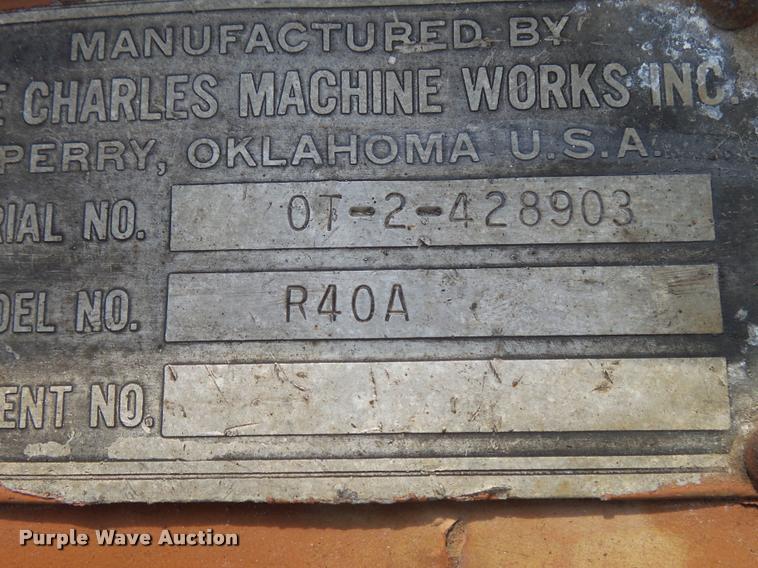 MANUFACTURED BY
E CHARLES MACHINE WORKS INC.
PERRY, OKLAHOMA U.S.A.
RIAL NO. 0T-2-428903
DEL NO. R40A
ENT NO.
Purple Wave Auction